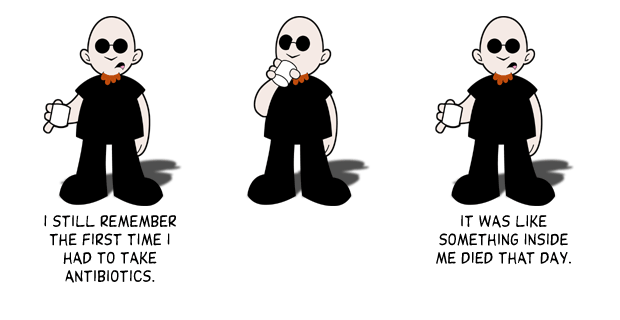 I STILL REMEMBER
THE FIRST TIME I
HAD TO TAKE
ANTIBIOTICS.
IT WAS LIKE
SOMETHING INSIDE
ME DIED THAT DAY.